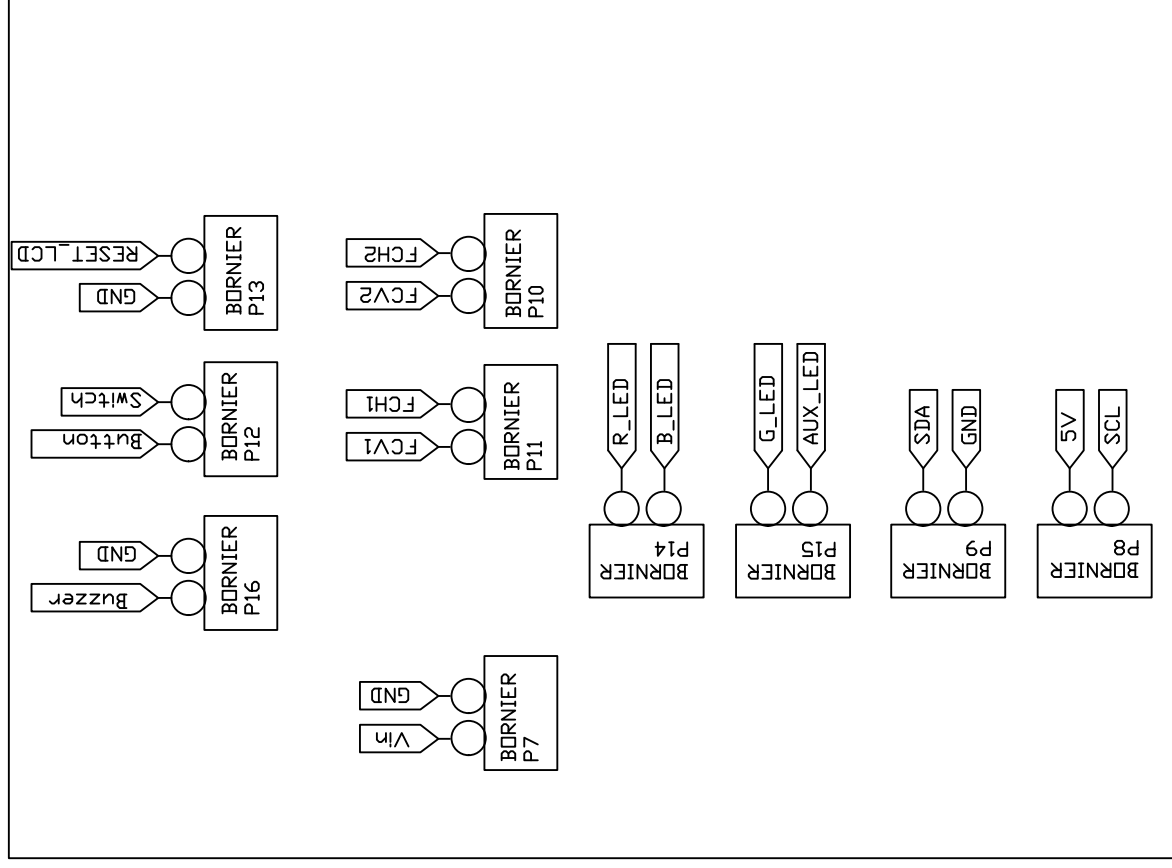 RESET_LCD
GND
BORNIER
P13
FCH2
FCV2
BORNIER
P10
Switch
Button
BORNIER
P12
FCH1
FCV1
BORNIER
P11
R_LED
B_LED
P14
BORNIER
G_LED
AUX_LED
P15
BORNIER
SDA
GND
P9
BORNIER
5V
SCL
P8
BORNIER
GND
Buzzer
BORNIER
P16
GND
Vin
BORNIER
P7